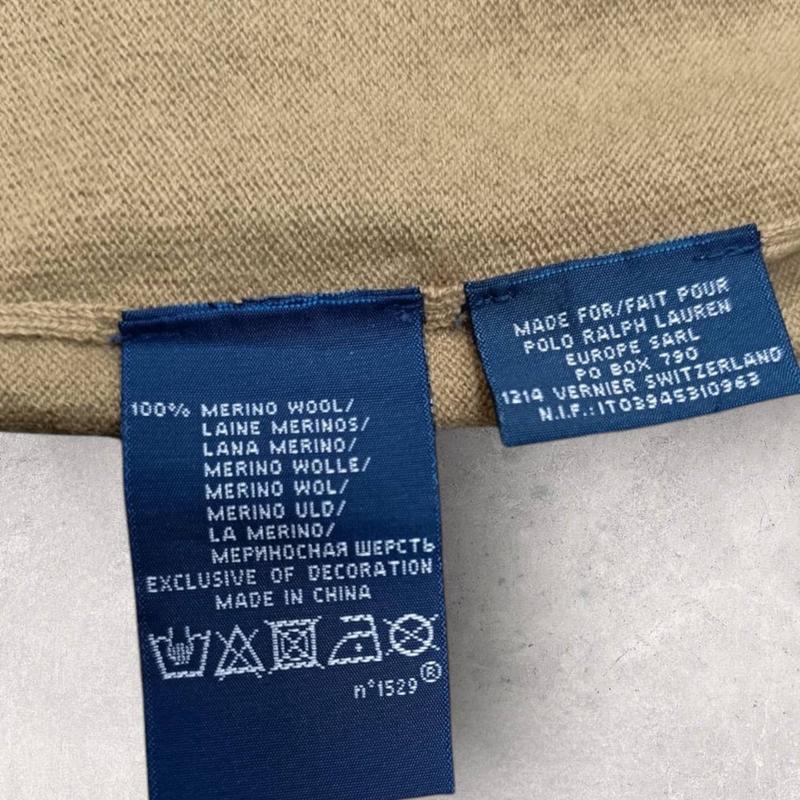 100% MERINO WOOL/
LAINE MERINOS/
LANA MERINO/
MERINO WOLLE/
MERINO WOL/
MERINO ULD/
LA MERINO/
МЕРИНОСНАЯ ШЕРСТЬ
EXCLUSIVE OF DECORATION
MADE IN CHINA
n°1529®
MADE FOR/FAIT POUR
POLO RALPH LAUREN
EUROPE SARL
PO BOX 790
1214 VERNIER SWITZERLAND
N.I.F.:IT03945310963